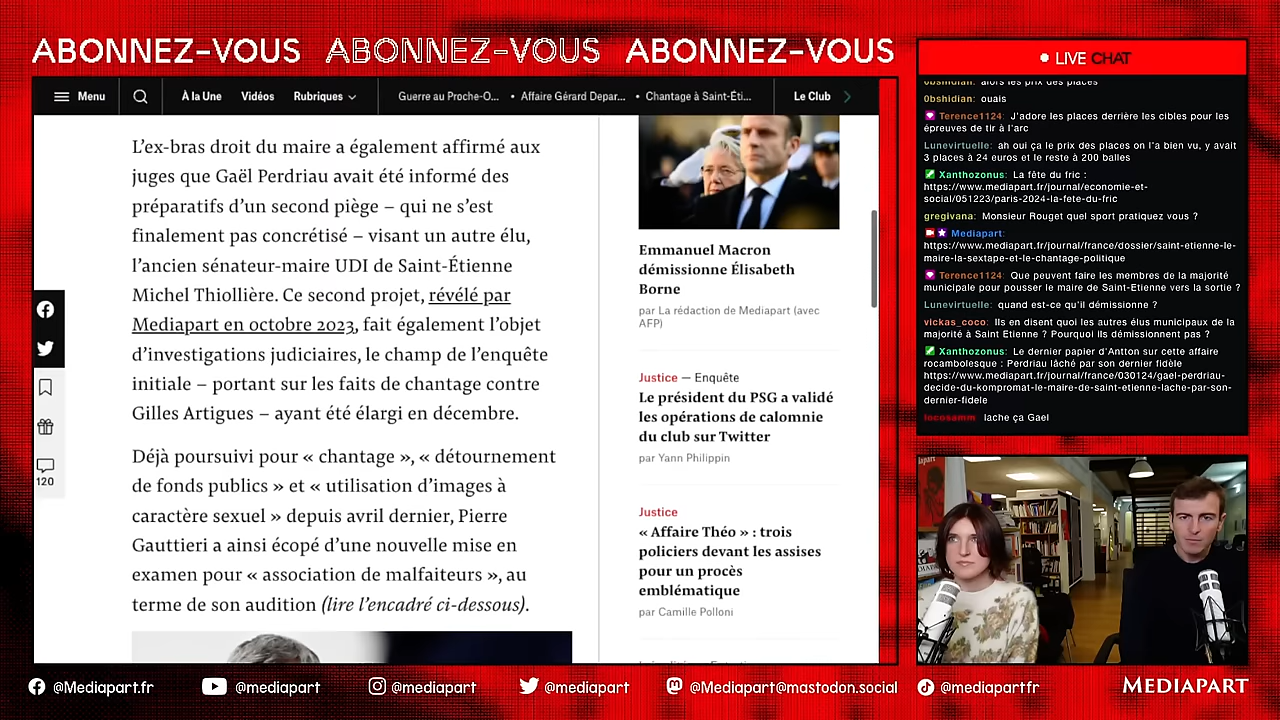 ABONNEZ-VOUS ABONNEZ-VOUS ABONNEZ-VOUS
Menu
À la Une
Vidéos
Rubriques
Guerre au Proche-O...
• Affaires Gérard Depar...
• Chantage à Saint-Éti...
Le Club
L'ex-bras droit du maire a également affirmé aux
juges que Gaël Perdriau avait été informé des
préparatifs d'un second piège – qui ne s'est
finalement pas concrétisé – visant un autre élu,
l'ancien sénateur-maire UDI de Saint-Étienne
Michel Thiollière. Ce second projet, révélé par
Mediapart en octobre 2023, fait également l'objet
d'investigations judiciaires, le champ de l'enquête
initiale – portant sur les faits de chantage contre
Gilles Artigues – ayant été élargi en décembre.
Déjà poursuivi pour « chantage », « détournement
de fonds publics » et « utilisation d'images à
caractère sexuel » depuis avril dernier, Pierre
Gauttieri a ainsi écopé d'une nouvelle mise en
examen pour « association de malfaiteurs », au
terme de son audition (lire l'encadré ci-dessous).
120
Emmanuel Macron
démissionne Élisabeth
Borne
par La rédaction de Mediapart (avec
AFP)
Justice — Enquête
Le président du PSG a validé
les opérations de calomnie
du club sur Twitter
par Yann Philippin
Justice
« Affaire Théo » : trois
policiers devant les assises
pour un procès
emblématique
par Camille Polloni
LIVE CHAT
0bshidian: alors les prix des places
0bshidian: ouais
Terence1124: J'adore les places derrière les cibles pour les
épreuves de tir à l'arc
Lunevirtuelle: ah oui ça le prix des places on l'a bien vu, y avait
3 places à 24 euros et le reste à 200 balles
Xanthozonus: La fête du fric :
https://www.mediapart.fr/journal/economie-et-
social/051223/paris-2024-la-fete-du-fric
gregivana: Monsieur Rouget quel sport pratiquez vous ?
Mediapart:
https://www.mediapart.fr/journal/france/dossier/saint-etienne-le-
maire-la-sextape-et-le-chantage-politique
Terence1124: Que peuvent faire les membres de la majorité
municipale pour pousser le maire de Saint-Etienne vers la sortie ?
Lunevirtuelle: quand est-ce qu'il démissionne ?
vickas_coco: Ils en disent quoi les autres élus municipaux de la
majorité à Saint Etienne ? Pourquoi ils démissionnent pas ?
Xanthozonus: Le dernier papier d'Antton sur cette affaire
rocambolesque : Perdriau lâché par son dernier fidèle
https://www.mediapart.fr/journal/france/030124/gael-perdriau-
decide-du-kompromat-le-maire-de-saint-etienne-lache-par-son-
dernier-fidele
locosamm: lache ça Gael
@Mediapart.fr
@mediapart
@mediapart
@mediapart
@Mediapart@mastodon.social
@mediapartfr
MEDIAPART